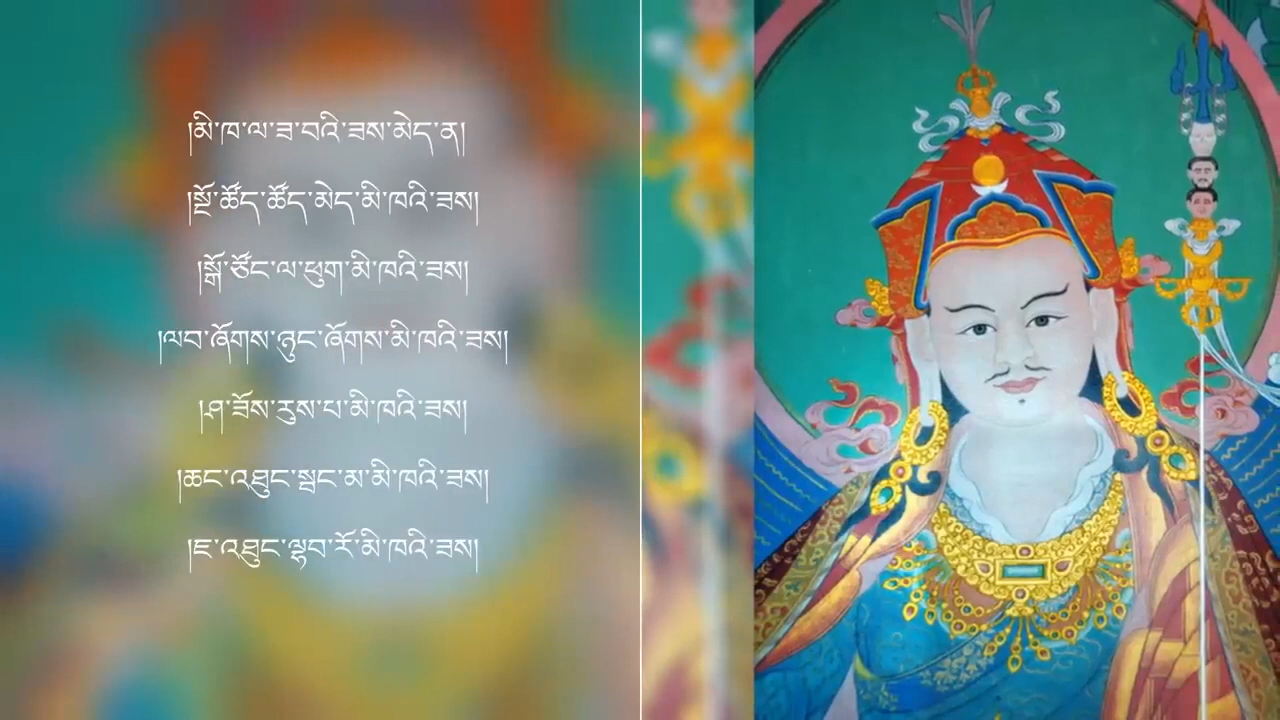 །མི་ཁ་ལ་ཟ་བའི་ཟས་མེད་ན།
།སྔོ་ཚོད་ཚོད་མེད་མི་ཁའི་ཟས།
།སྒོ་ཙོང་ལ་ཕུག་མི་ཁའི་ཟས།
།ལབ་ཞོགས་ཉུང་ཞོགས་མི་ཁའི་ཟས།
།ཤ་ཟོས་རུས་པ་མི་ཁའི་ཟས།
།ཆང་འཐུང་སྦང་མ་མི་ཁའི་ཟས།
།ཇ་འཐུང་ལྷབ་རོ་མི་ཁའི་ཟས།